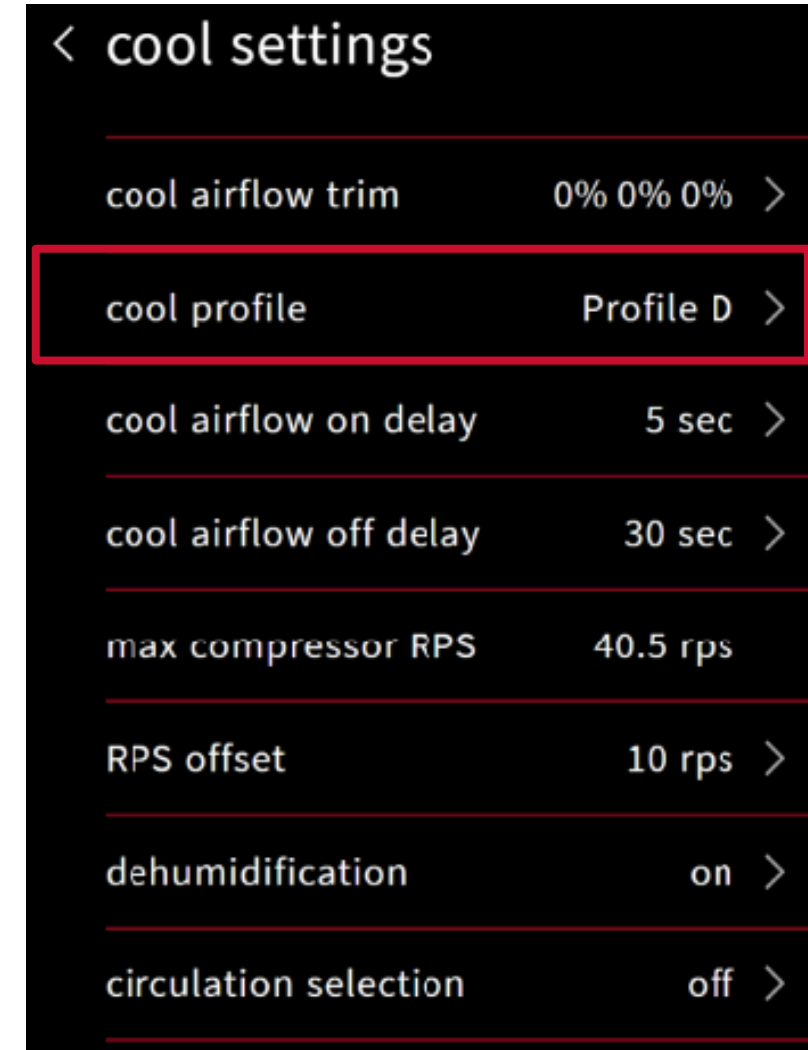 < cool settings
cool airflow trim 0% 0% 0% >
cool profile Profile D >
cool airflow on delay 5 sec >
cool airflow off delay 30 sec >
max compressor RPS 40.5 rps
RPS offset 10 rps >
dehumidification on >
circulation selection off >